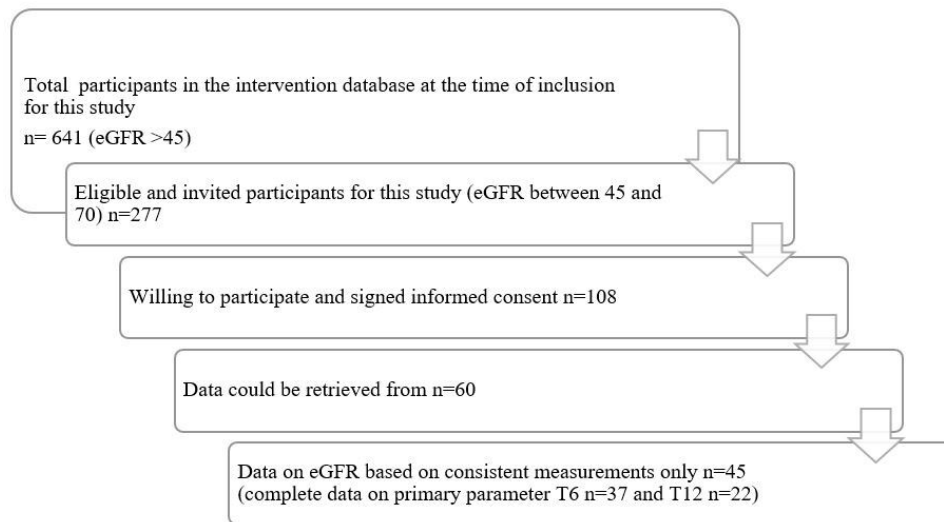 Total participants in the intervention database at the time of inclusion
for this study
n= 641 (eGFR >45)
Eligible and invited participants for this study (eGFR between 45 and
70) n=277
Willing to participate and signed informed consent n=108
Data could be retrieved from n=60
Data on eGFR based on consistent measurements only n=45
(complete data on primary parameter T6 n=37 and T12 n=22)